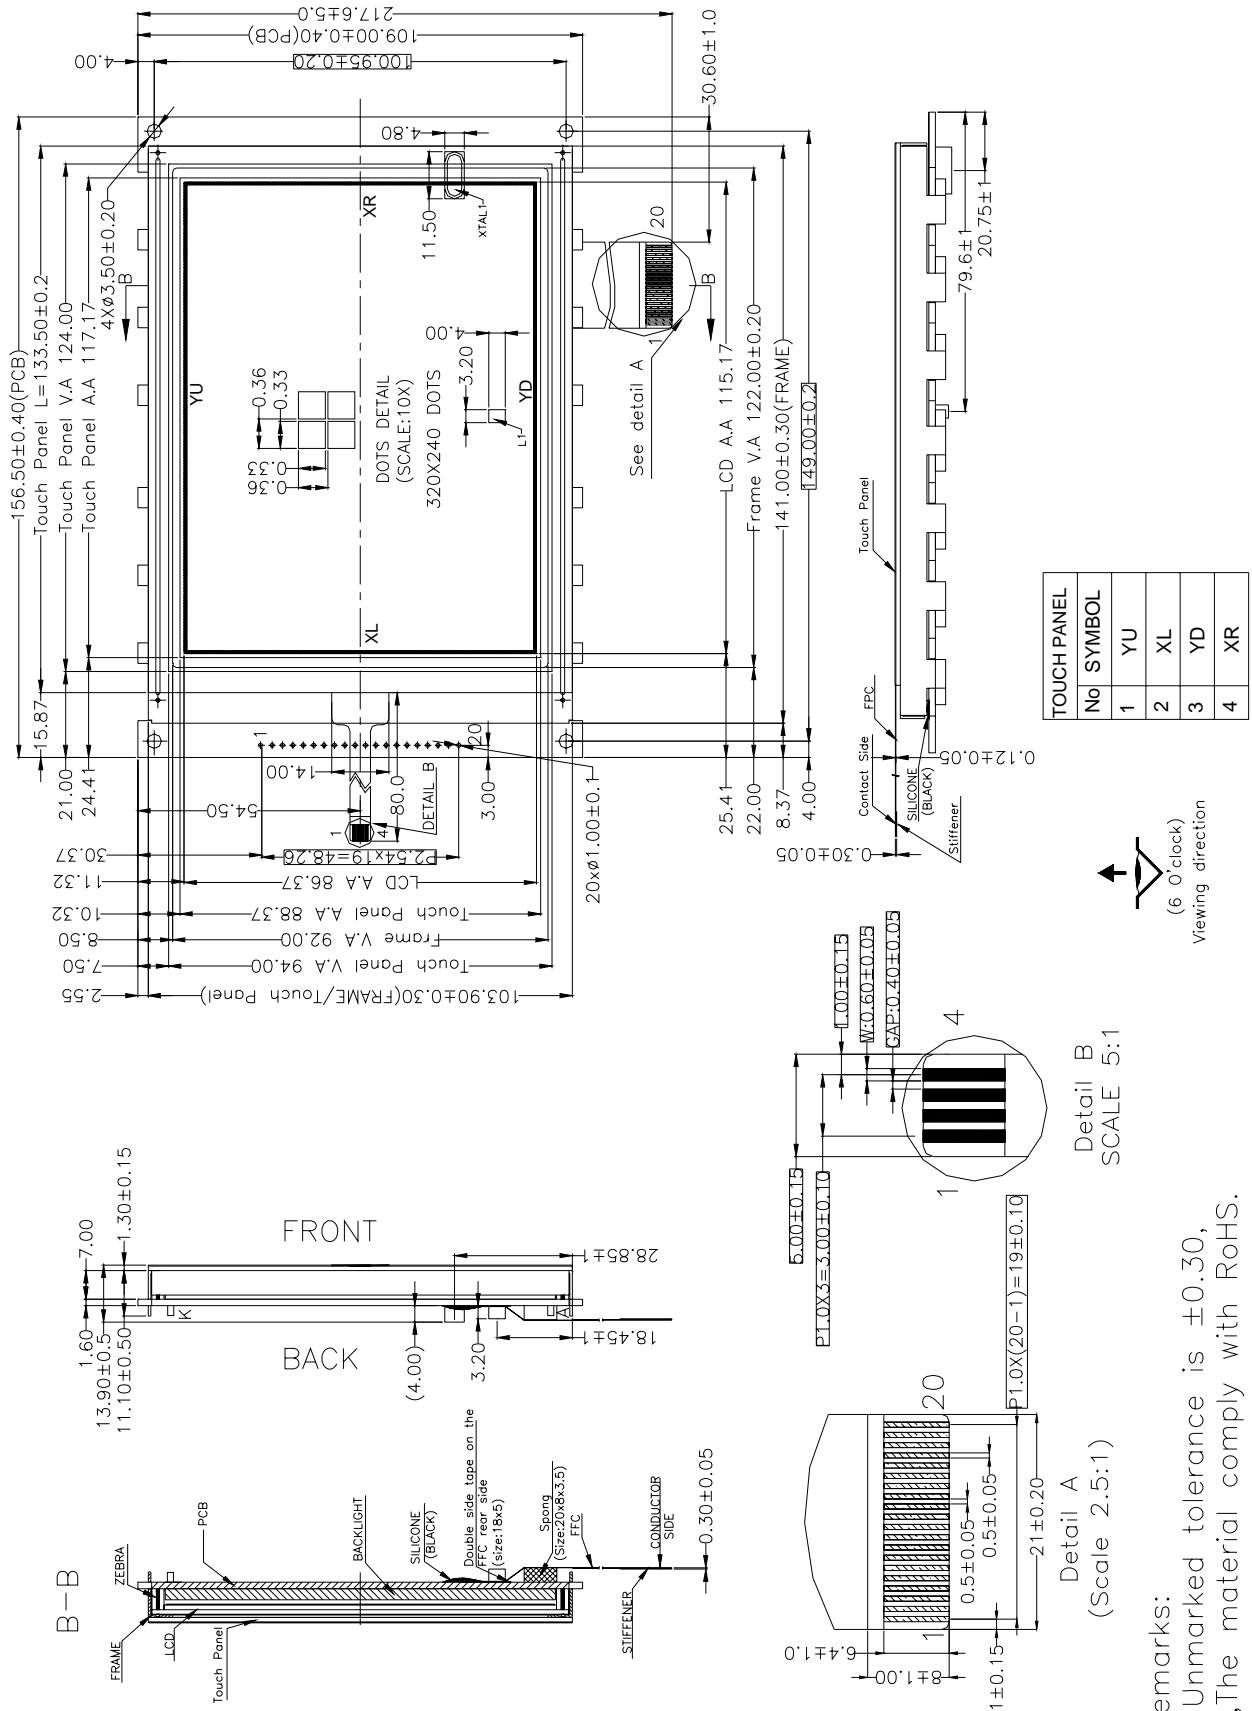 217.6±5.0
109.00±0.40(PCB)
100.95±0.20
4.00
30.60±1.0
156.50±0.40(PCB)
Touch Panel L=133.50±0.2
Touch Panel V.A 124.00
Touch Panel A.A 117.17
4XØ3.50±0.20
B
4.80
11.50
XTAL1
XR
YU
YD
XL
0.36
0.33
0.33
0.36
DOTS DETAIL
(SCALE:10X)
320X240 DOTS
4.00
3.20
L1
20
1
B
See detail A
LCD A.A 115.17
Frame V.A 122.00±0.20
141.00±0.30(FRAME)
149.00±0.2
15.87
21.00
24.41
1
20
14.00
54.50
80.0
DETAIL B
3.00
1
4
30.37
P2.54x19=48.26
20xø1.00±0.1
25.41
22.00
8.37
4.00
11.32
LCD A.A 86.37
10.32
Touch Panel A.A 88.37
8.50
Frame V.A 92.00
7.50
Touch Panel V.A 94.00
2.55
103.90±0.30(FRAME/Touch Panel)
79.6±1
20.75±1
Touch Panel
FPC
Contact Side
SILICONE
(BLACK)
Stiffener
0.12±0.05
0.30±0.05
TOUCH PANEL
No SYMBOL
1 YU
2 XL
3 YD
4 XR
(6 O'clock)
Viewing direction
1.00±0.15
W:0.60±0.05
GAP:0.40±0.05
5.00±0.15
P1.0X3=3.00±0.10
1
4
Detail B
SCALE 5:1
7.00
1.30±0.15
1.60
13.90±0.5
11.10±0.50
FRONT
BACK
K
A
28.85±1
18.45±1
(4.00)
3.20
B-B
FRAME
ZEBRA
LCD
Touch Panel
PCB
BACKLIGHT
SILICONE
(BLACK)
Double side tape on the
FFC rear side
(size:18x5)
Spong
(Size:20x8x3.5)
FFC
CONDUCTOR
SIDE
STIFFENER
0.30±0.05
P1.0X(20-1)=19±0.10
1
20
6.4±1.0
8±1.00
1±0.15
0.5±0.05
0.5±0.05
21±0.20
Detail A
(Scale 2.5:1)
emarks:
Unmarked tolerance is ±0.30,
,The material comply with RoHS.